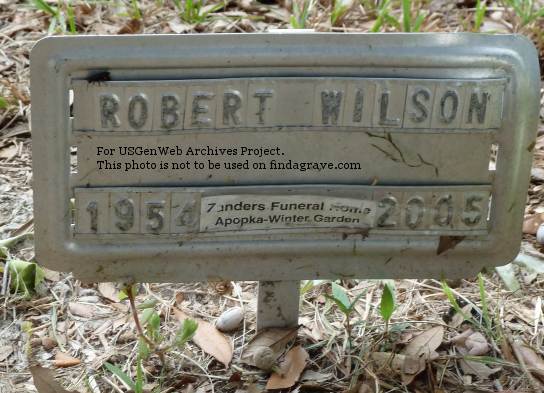 ROBERT WILSON
For USGenWeb Archives Project.
This photo is not to be used on findagrave.com
1954 Zanders Funeral Home 2005
Apopka-Winter Garden